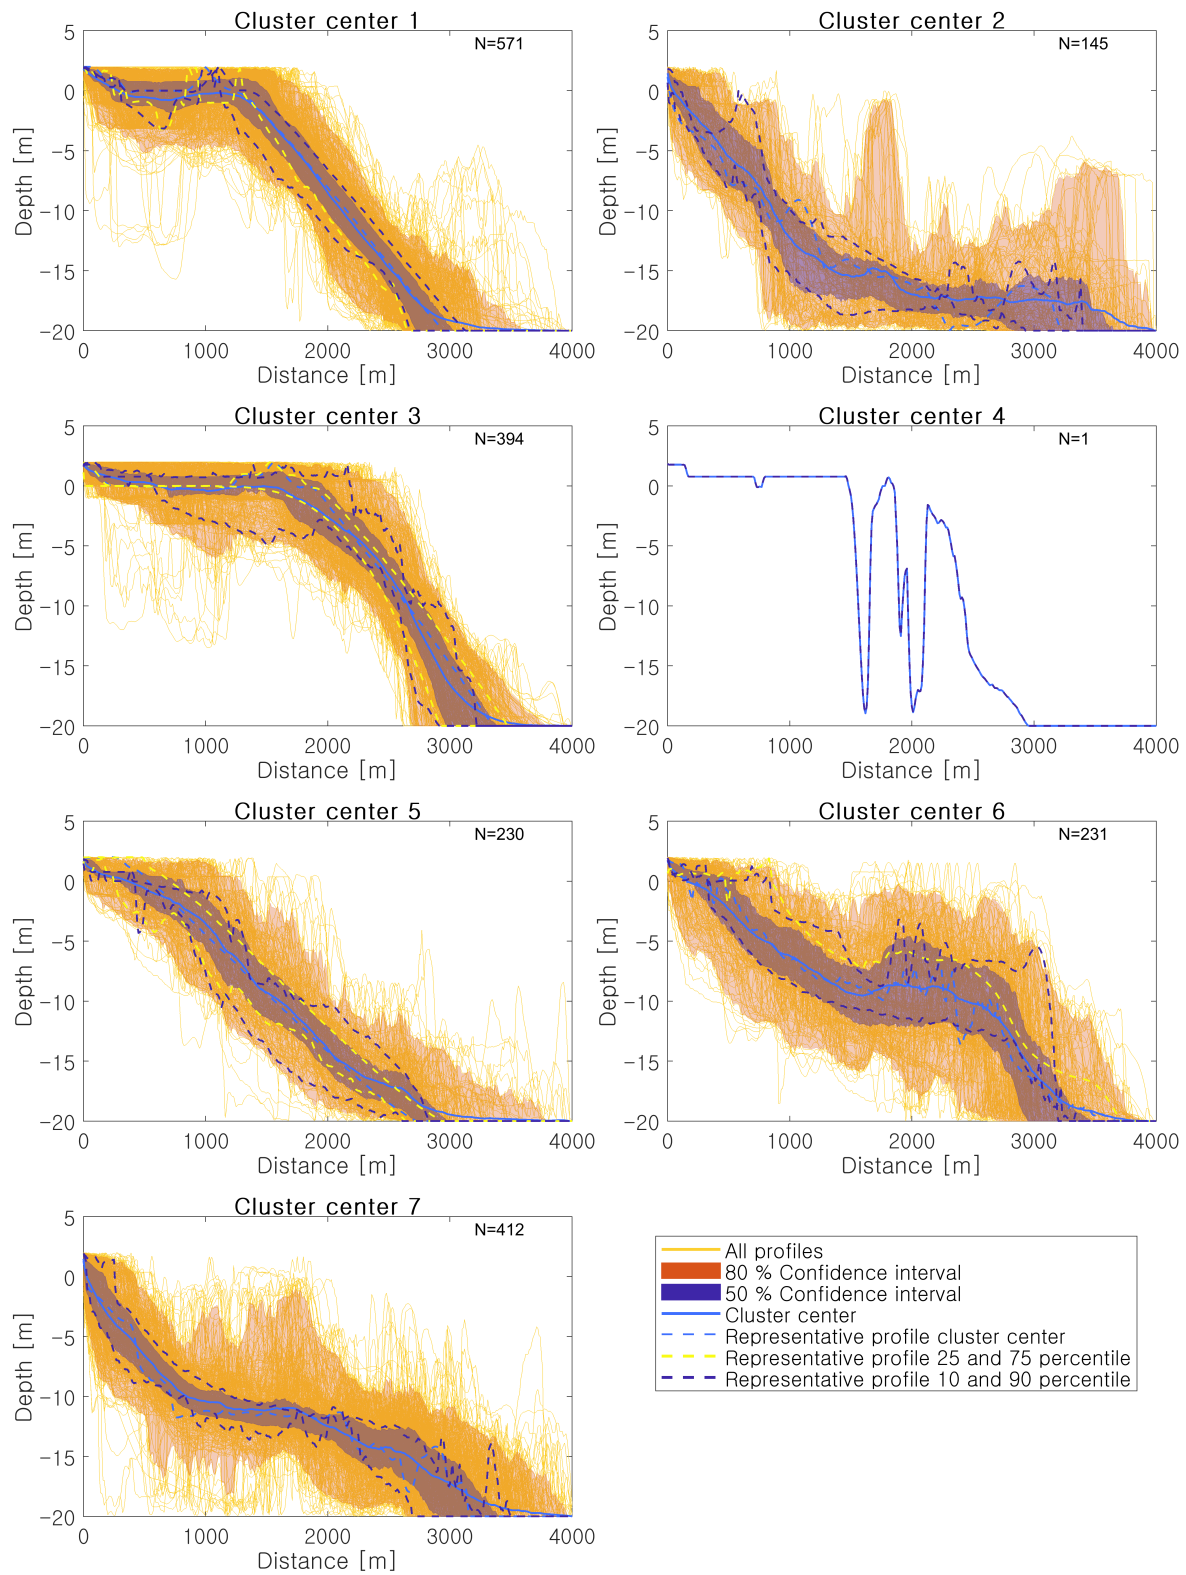 Cluster center 1
N=571
5
0
−5
−10
−15
−20
Depth [m]
0 1000 2000 3000 4000
Distance [m]
Cluster center 2
N=145
5
0
−5
−10
−15
−20
Depth [m]
0 1000 2000 3000 4000
Distance [m]
Cluster center 3
N=394
5
0
−5
−10
−15
−20
Depth [m]
0 1000 2000 3000 4000
Distance [m]
Cluster center 4
N=1
5
0
−5
−10
−15
−20
Depth [m]
0 1000 2000 3000 4000
Distance [m]
Cluster center 5
N=230
5
0
−5
−10
−15
−20
Depth [m]
0 1000 2000 3000 4000
Distance [m]
Cluster center 6
N=231
5
0
−5
−10
−15
−20
Depth [m]
0 1000 2000 3000 4000
Distance [m]
Cluster center 7
N=412
5
0
−5
−10
−15
−20
Depth [m]
0 1000 2000 3000 4000
Distance [m]
All profiles
80 % Confidence interval
50 % Confidence interval
Cluster center
Representative profile cluster center
Representative profile 25 and 75 percentile
Representative profile 10 and 90 percentile